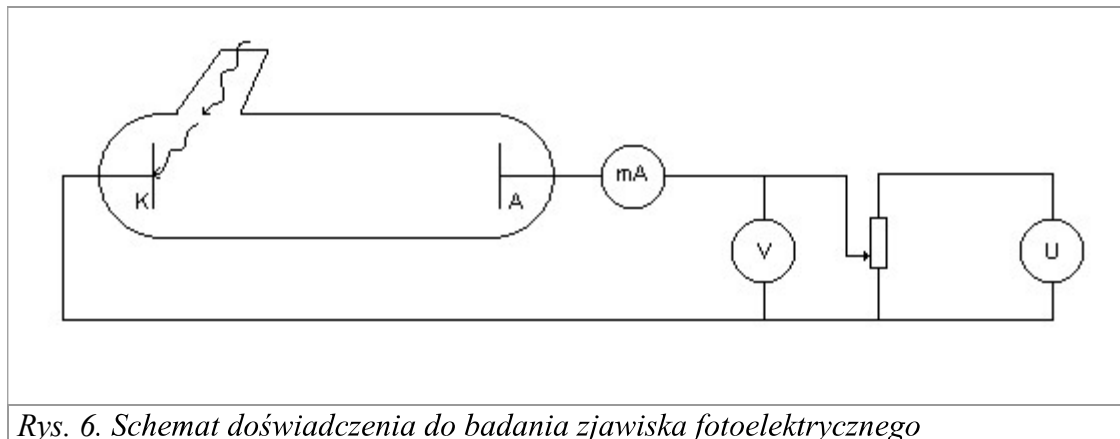 K
A
mA
V
U
Rys. 6. Schemat doświadczenia do badania zjawiska fotoelektrycznego